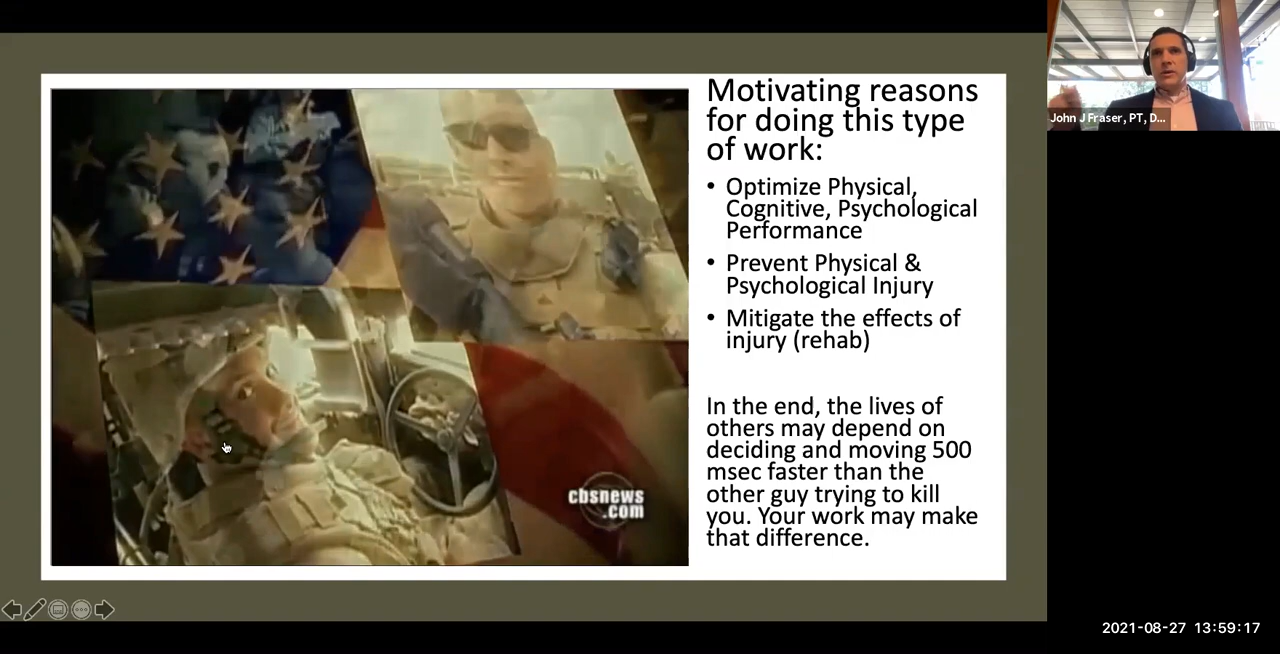 Motivating reasons
for doing this type
of work:
• Optimize Physical,
Cognitive, Psychological
Performance
• Prevent Physical &
Psychological Injury
• Mitigate the effects of
injury (rehab)
In the end, the lives of
others may depend on
deciding and moving 500
msec faster than the
other guy trying to kill
you. Your work may make
that difference.
cbsnews
.com
John J Fraser, PT, D...
2021-08-27 13:59:17